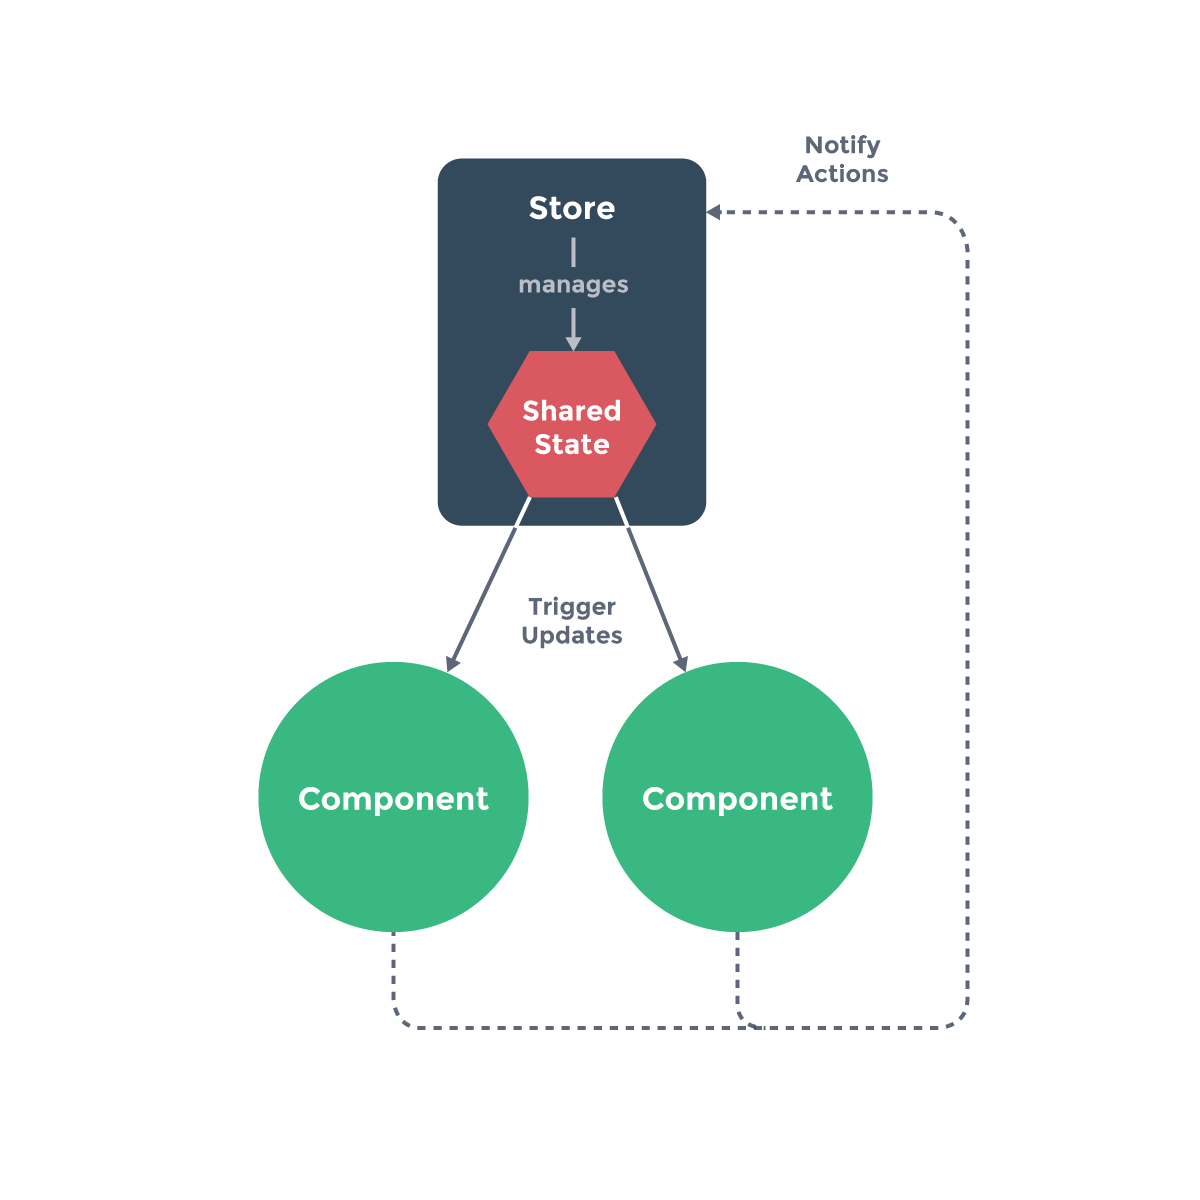 Notify
Actions
Store
manages
Shared
State
Trigger
Updates
Component
Component